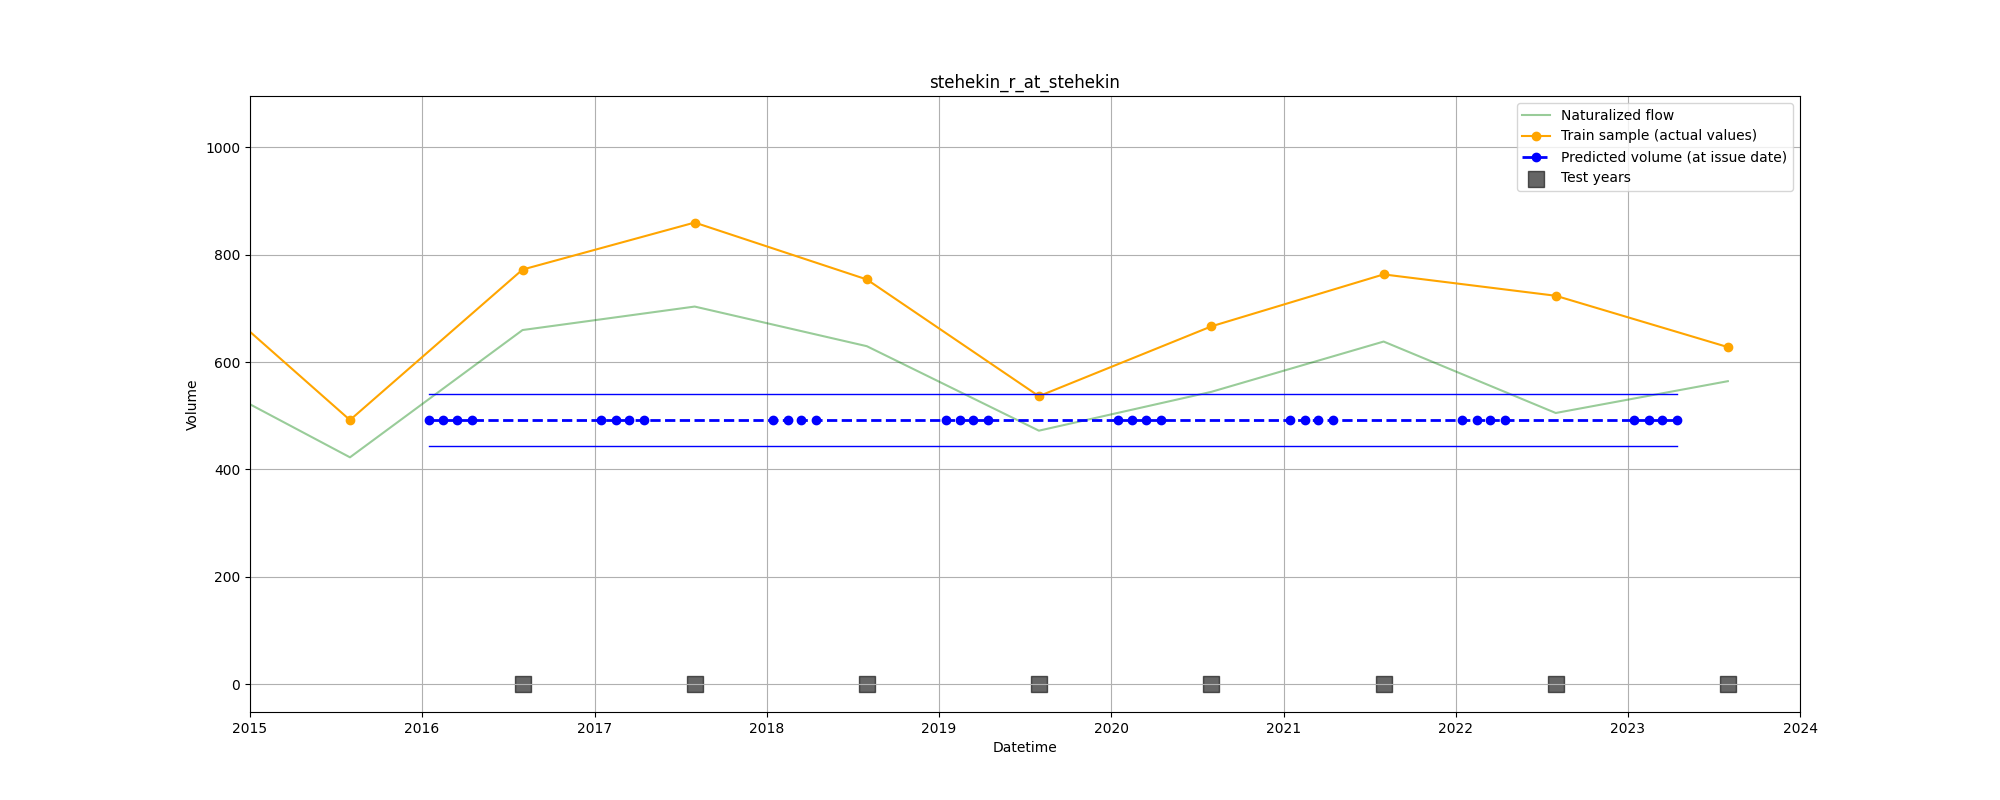 stehekin_r_at_stehekin
Naturalized flow
Train sample (actual values)
Predicted volume (at issue date)
Test years
1000
800
600
400
200
0
Volume
2015 2016 2017 2018 2019 2020 2021 2022 2023 2024
Datetime